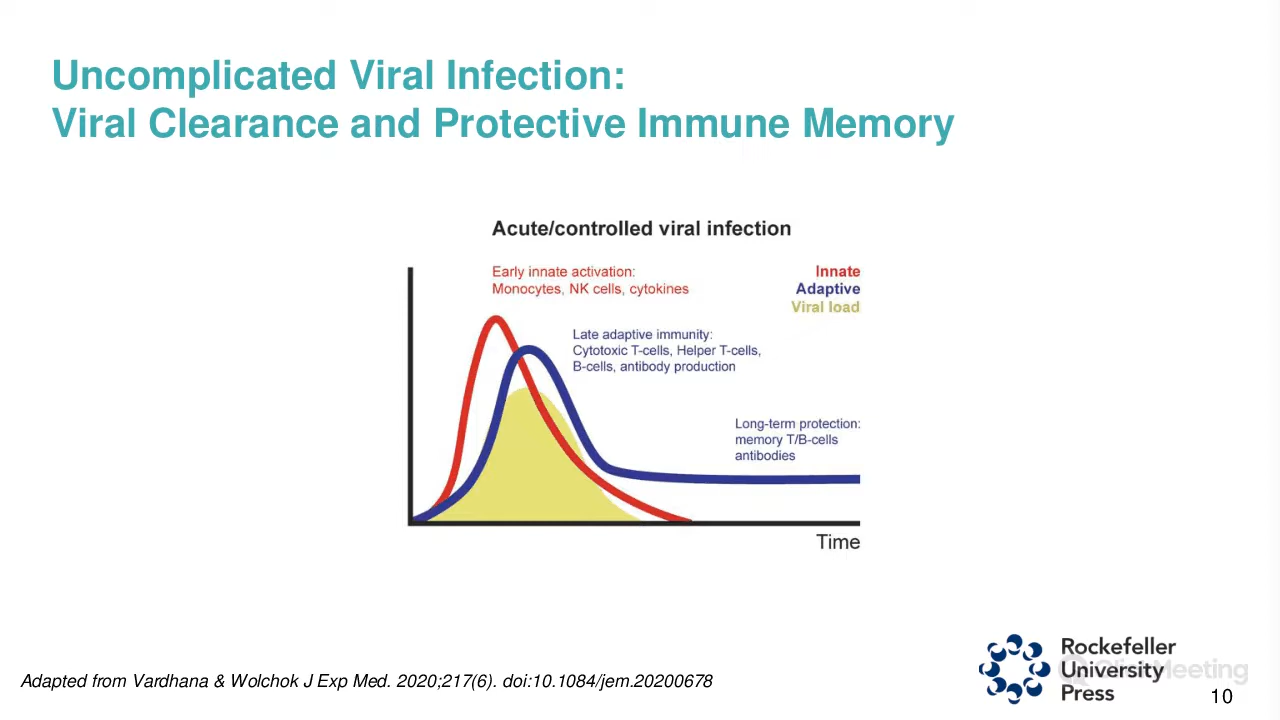 Uncomplicated Viral Infection:
Viral Clearance and Protective Immune Memory
Acute/controlled viral infection
Early innate activation:
Monocytes, NK cells, cytokines
Innate
Adaptive
Viral load
Late adaptive immunity:
Cytotoxic T-cells, Helper T-cells,
B-cells, antibody production
Long-term protection:
memory T/B-cells
antibodies
Time
Adapted from Vardhana & Wolchok J Exp Med. 2020;217(6). doi:10.1084/jem.20200678
Rockefeller
University
Press
ClickMeeting
10